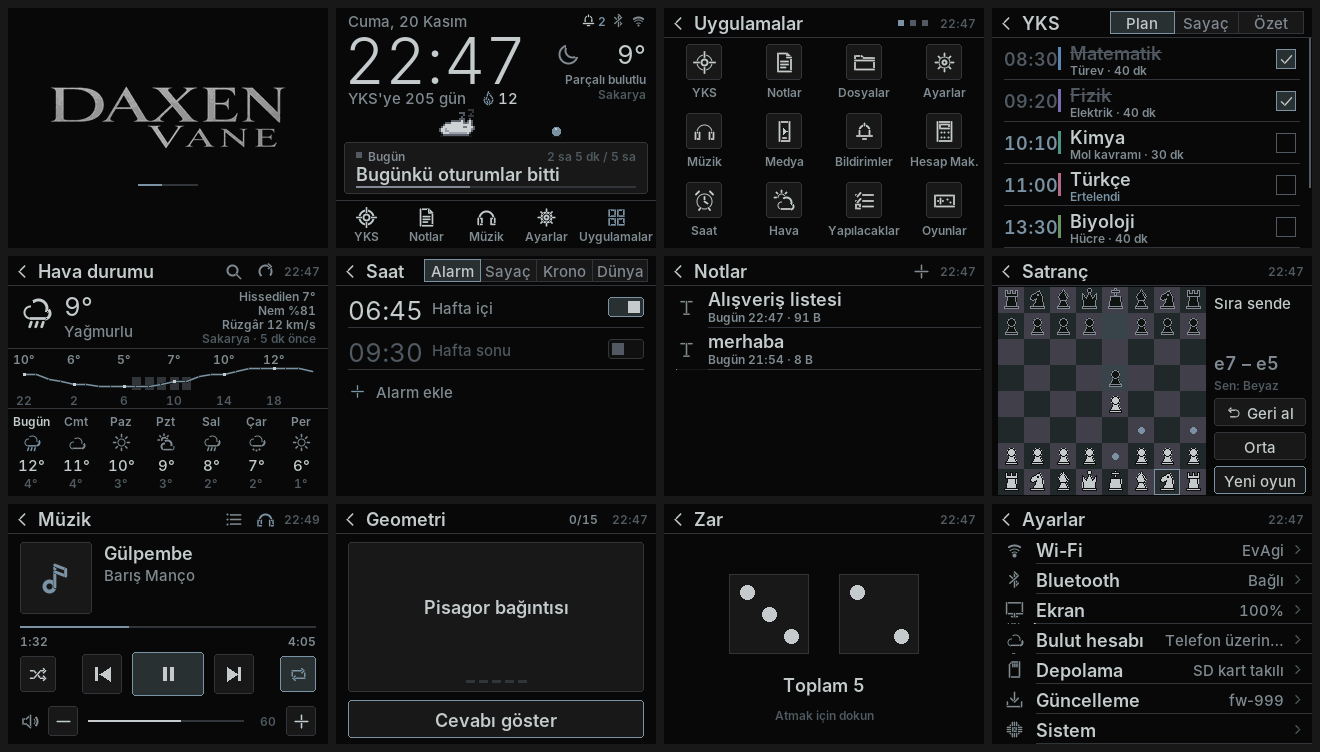 DAXEN
VANE
Cuma, 20 Kasım 2
22:47
9°
Parçalı bulutlu
Sakarya
YKS'ye 205 gün 12
zz
Bugün 2 sa 5 dk / 5 sa
Bugünkü oturumlar bitti
YKS Notlar Müzik Ayarlar Uygulamalar
Uygulamalar 22:47
YKS Notlar Dosyalar Ayarlar
Müzik Medya Bildirimler Hesap Mak.
Saat Hava Yapılacaklar Oyunlar
YKS Plan Sayaç Özet
08:30 Matematik
Türev · 40 dk
09:20 Fizik
Elektrik · 40 dk
10:10 Kimya
Mol kavramı · 30 dk
11:00 Türkçe
Ertelendi
13:30 Biyoloji
Hücre · 40 dk
Hava durumu 22:47
9°
Yağmurlu
Hissedilen 7°
Nem %81
Rüzgâr 12 km/s
Sakarya · 5 dk önce
10° 6° 5° 7° 10° 12°
22 2 6 10 14 18
Bugün Cmt Paz Pzt Sal Çar Per
12° 11° 10° 9° 8° 7° 6°
4° 4° 3° 3° 2° 2° 1°
Saat Alarm Sayaç Krono Dünya
06:45 Hafta içi
09:30 Hafta sonu
+ Alarm ekle
Notlar + 22:47
Alışveriş listesi
Bugün 22:47 · 91 B
merhaba
Bugün 21:54 · 8 B
Satranç 22:47
Sıra sende
e7 – e5
Sen: Beyaz
Geri al
Orta
Yeni oyun
Müzik 22:49
Gülpembe
Barış Manço
1:32 4:05
60
Geometri 0/15 22:47
Pisagor bağıntısı
Cevabı göster
Zar 22:47
Toplam 5
Atmak için dokun
Ayarlar 22:47
Wi-Fi EvAgi
Bluetooth Bağlı
Ekran 100%
Bulut hesabı Telefon üzerin...
Depolama SD kart takılı
Güncelleme fw-999
Sistem